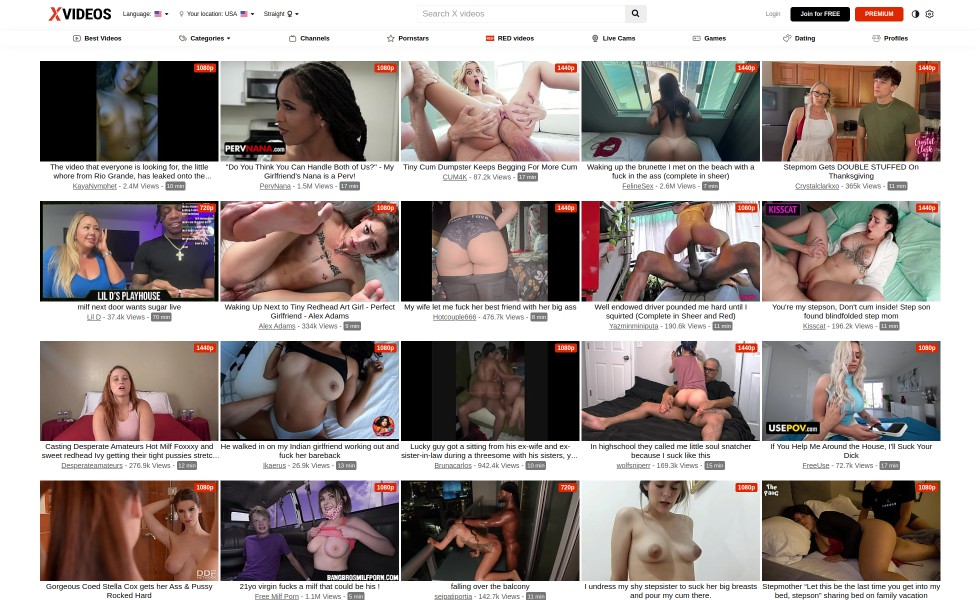 XVIDEOS
Language:
Your location: USA
Straight
Search X videos
Login
Join for FREE
PREMIUM
Best Videos
Categories
Channels
Pornstars
RED videos
Live Cams
Games
Dating
Profiles
1080p
PERVNANA.COM
1440p
1440p
1440p
The video that everyone is looking for, the little
whore from Rio Grande, has leaked onto the...
KayaNymphet - 2.4M Views - 10 min
"Do You Think You Can Handle Both of Us?" - My
Girlfriend's Nana is a Perv!
PervNana - 1.5M Views - 17 min
Tiny Cum Dumpster Keeps Begging For More Cum
CUM4K - 87.2k Views - 17 min
Waking up the brunette I met on the beach with a
fuck in the ass (complete in sheer)
FelineSex - 2.6M Views - 7 min
Stepmom Gets DOUBLE STUFFED On
Thanksgiving
Crystalclarkxo - 365k Views - 11 min
720p
LIL D'S PLAYHOUSE
1080p
1440p
1080p
KISSCAT
1440p
milf next door wants sugar live
Lil D - 37.4k Views - 70 min
Waking Up Next to Tiny Redhead Art Girl - Perfect
Girlfriend - Alex Adams
Alex Adams - 334k Views - 9 min
My wife let me fuck her best friend with her big ass
Hotcouple666 - 476.7k Views - 8 min
Well endowed driver pounded me hard until I
squirted (Complete in Sheer and Red)
Yazminminiputa - 190.6k Views - 11 min
You're my stepson, Don't cum inside! Step son
found blindfolded step mom
Kisscat - 196.2k Views - 11 min
1440p
1080p
1080p
1440p
1080p
USEPOV.COM
Casting Desperate Amateurs Hot Milf Foxxxy and
sweet redhead Ivy getting their tight pussies stretc...
Desperateamateurs - 276.9k Views - 12 min
He walked in on my Indian girlfriend working out and
fuck her bareback
Ikaerus - 26.9k Views - 13 min
Lucky guy got a sitting from his ex-wife and ex-
sister-in-law during a threesome with his sisters, y...
Brunacarlos - 942.4k Views - 10 min
In highschool they called me little soul snatcher
because I suck like this
wolfsniperr - 169.3k Views - 15 min
If You Help Me Around the House, I'll Suck Your
Dick
FreeUse - 72.7k Views - 17 min
1080p
DDF
1080p
BANGBROSMILFPORN.COM
720p
1080p
1080p
Gorgeous Coed Stella Cox gets her Ass & Pussy
Rocked Hard
21yo virgin fucks a milf that could be his !
Free Milf Porn - 1.1M Views - 5 min
falling over the balcony
seipatiportia - 142.7k Views - 11 min
I undress my shy stepsister to suck her big breasts
and pour my cum there.
Stepmother "Let this be the last time you get into my
bed, stepson" sharing bed on family vacation